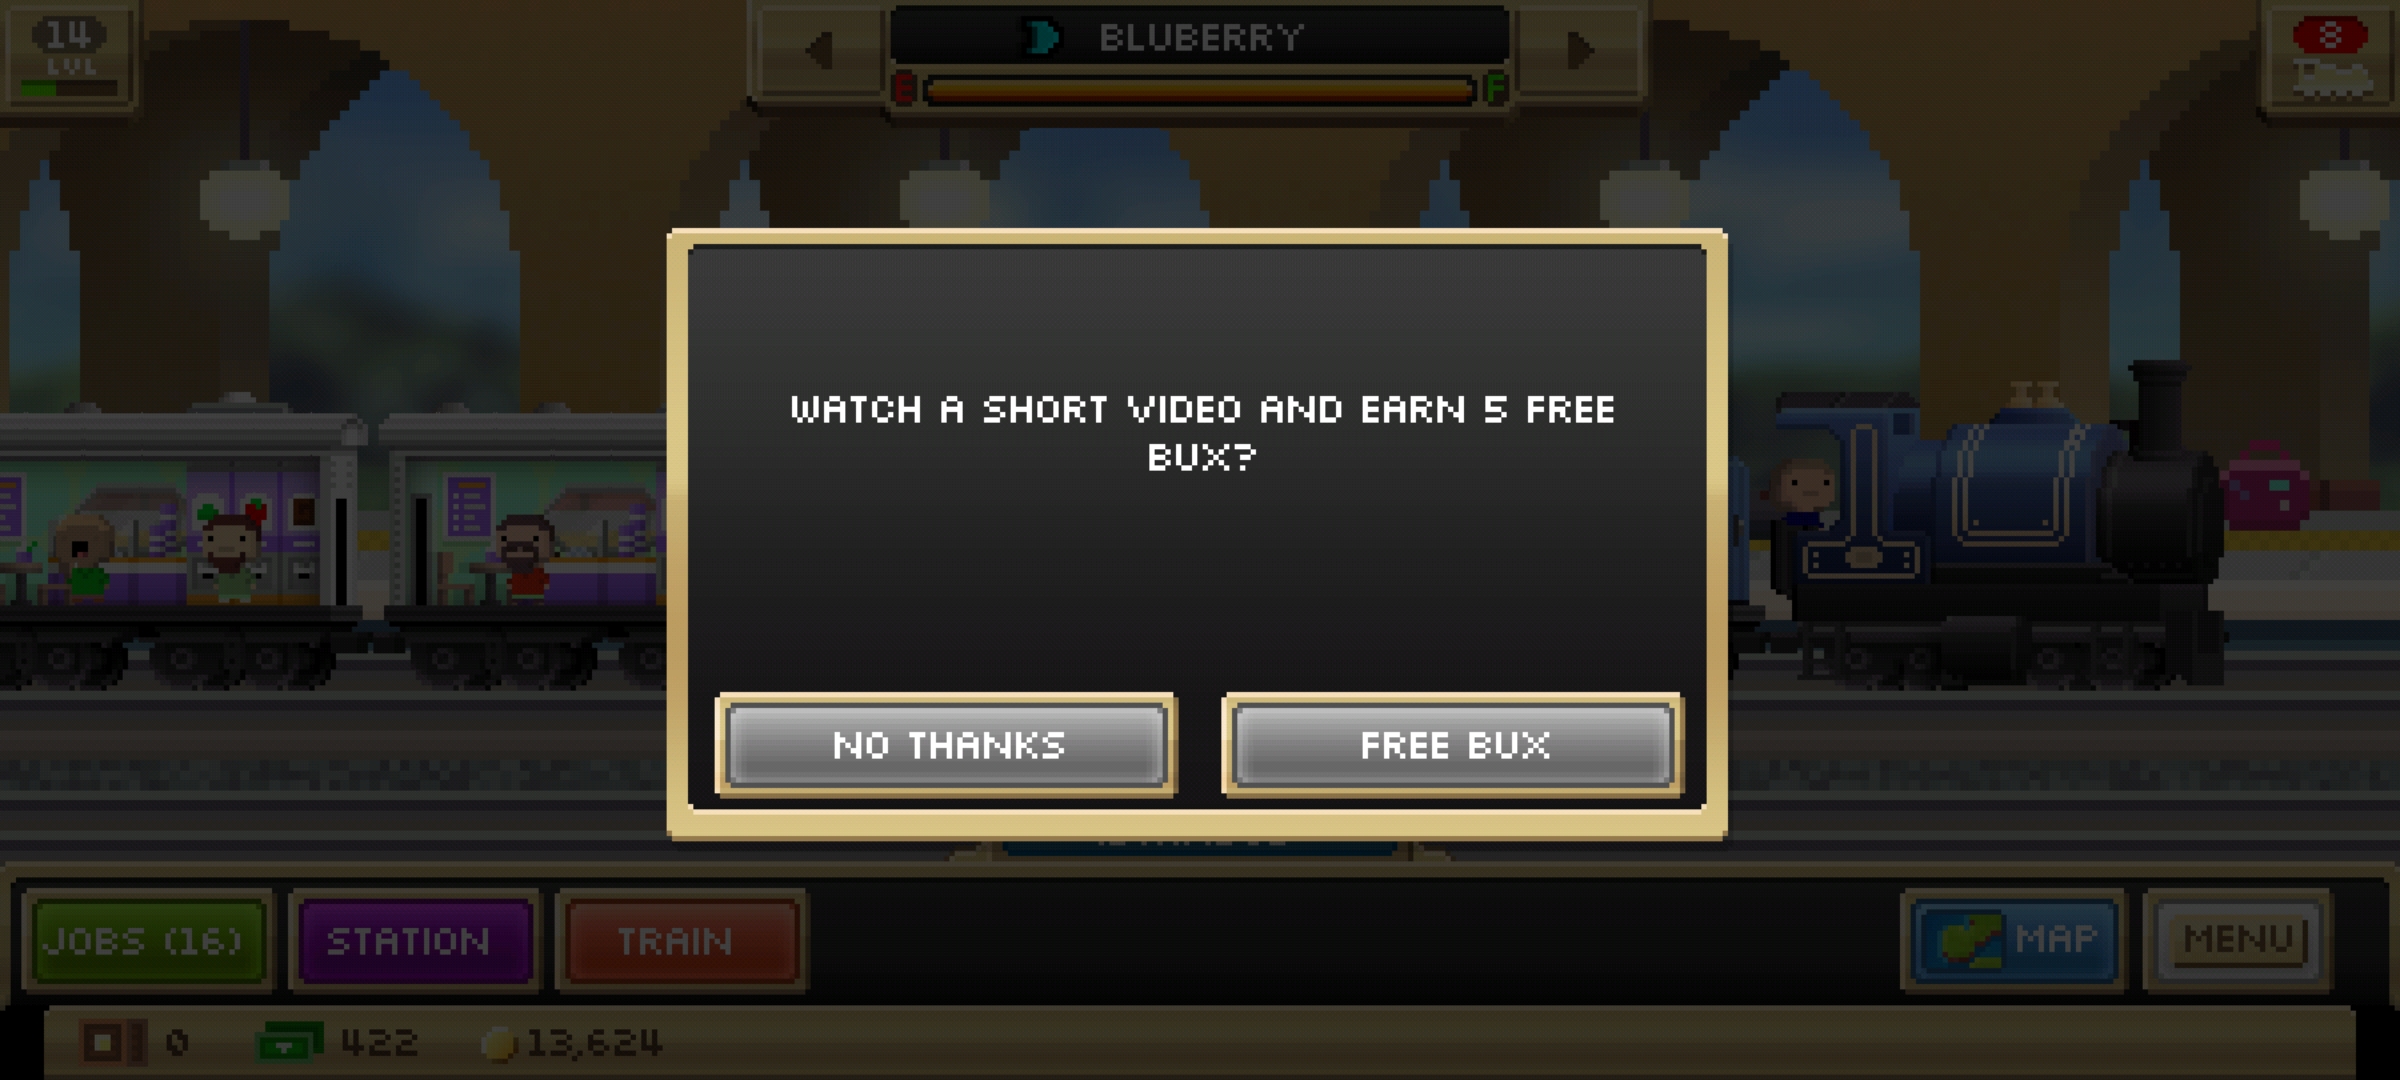 14
LVL
BLUBERRY
E
F
8
WATCH A SHORT VIDEO AND EARN 5 FREE
BUX?
NO THANKS
FREE BUX
JOBS (16)
STATION
TRAIN
MAP
MENU
0
422
13,624